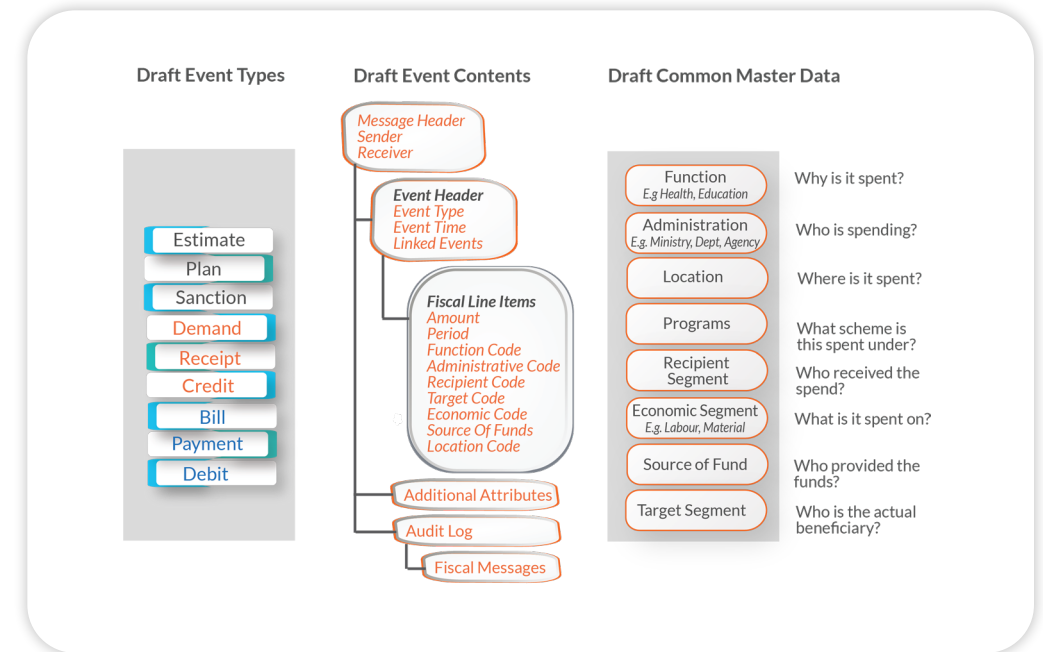 Draft Event Types
Estimate
Plan
Sanction
Demand
Receipt
Credit
Bill
Payment
Debit
Draft Event Contents
Message Header
Sender
Receiver
Event Header
Event Type
Event Time
Linked Events
Fiscal Line Items
Amount
Period
Function Code
Administrative Code
Recipient Code
Target Code
Economic Code
Source Of Funds
Location Code
Additional Attributes
Audit Log
Fiscal Messages
Draft Common Master Data
Function
E.g Health, Education
Why is it spent?
Administration
E.g. Ministry, Dept, Agency
Who is spending?
Location
Where is it spent?
Programs
What scheme is
this spent under?
Recipient
Segment
Who received the
spend?
Economic Segment
E.g. Labour, Material
What is it spent on?
Source of Fund
Who provided the
funds?
Target Segment
Who is the actual
beneficiary?